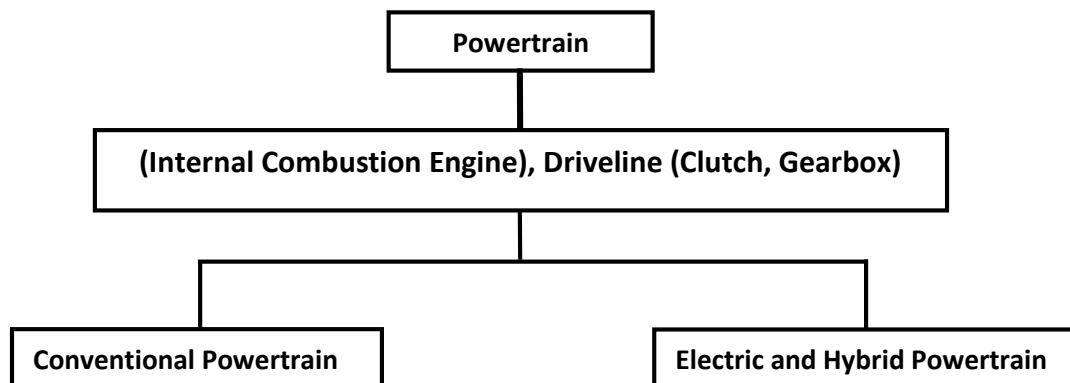 Powertrain
(Internal Combustion Engine), Driveline (Clutch, Gearbox)
Conventional Powertrain
Electric and Hybrid Powertrain